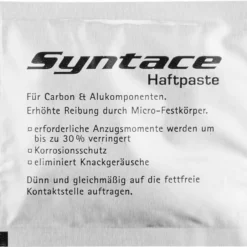 Syntace
Haftpaste
Für Carbon & Alukomponenten.
Erhöhte Reibung durch Micro-Festkörper.
erforderliche Anzugsmomente werden um
bis zu 30% verringert
Korrosionsschutz
eliminiert Knackgeräusche
Dünn und gleichmäßig auf die fettfreie
Kontaktstelle auftragen.